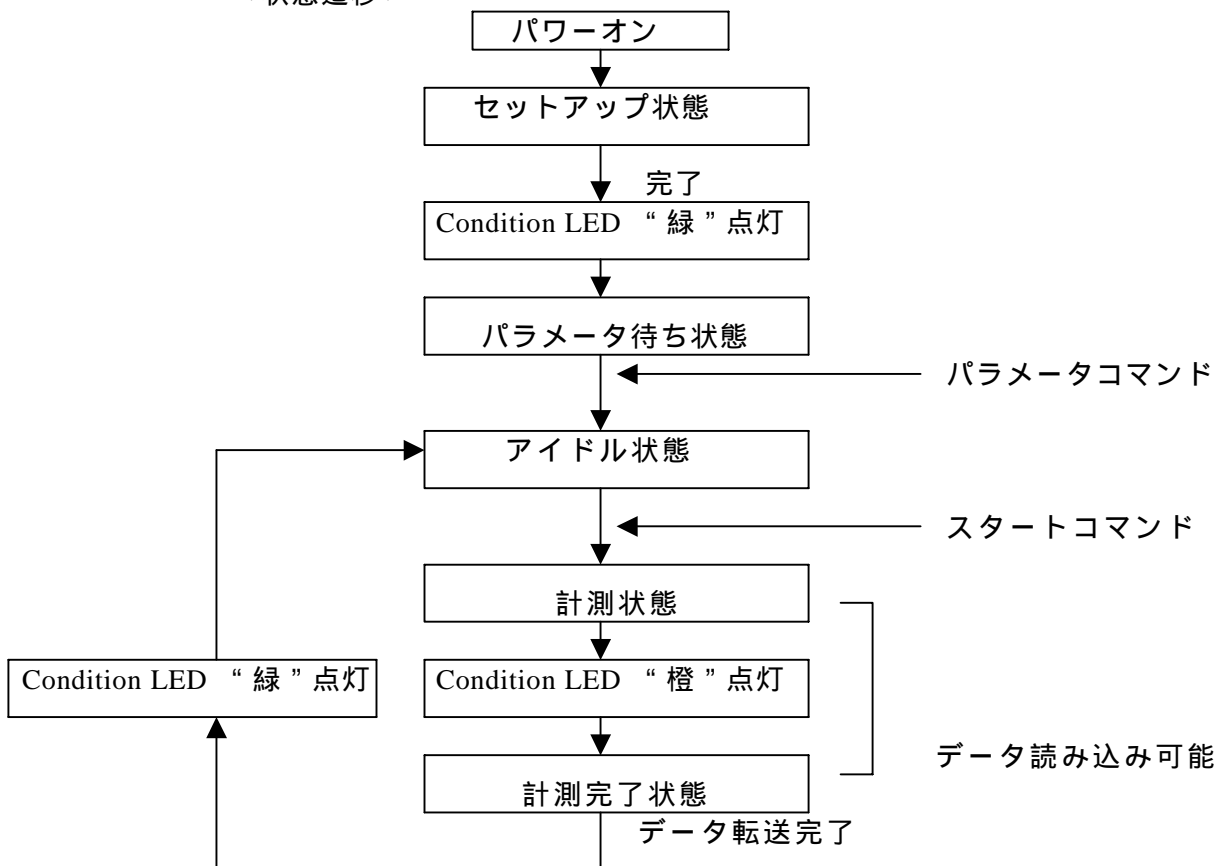 状態遷移
パワーオン
セットアップ状態
完了
Condition LED “緑”点灯
パラメータ待ち状態
パラメータコマンド
アイドル状態
スタートコマンド
計測状態
Condition LED “緑”点灯
Condition LED “橙”点灯
データ読み込み可能
計測完了状態
データ転送完了